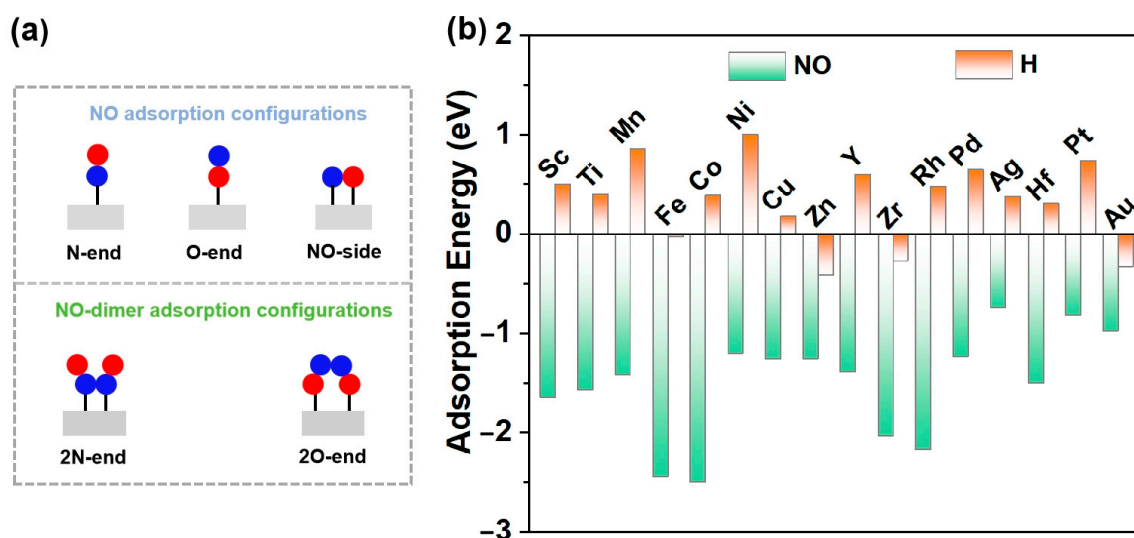 (a)
NO adsorption configurations
N-end O-end NO-side
NO-dimer adsorption configurations
2N-end 2O-end
(b)
NO H
Adsorption Energy (eV)
2
1
0
−1
−2
−3
Sc Ti Mn Fe Co Ni Cu Zn Y Zr Rh Pd Ag Hf Pt Au